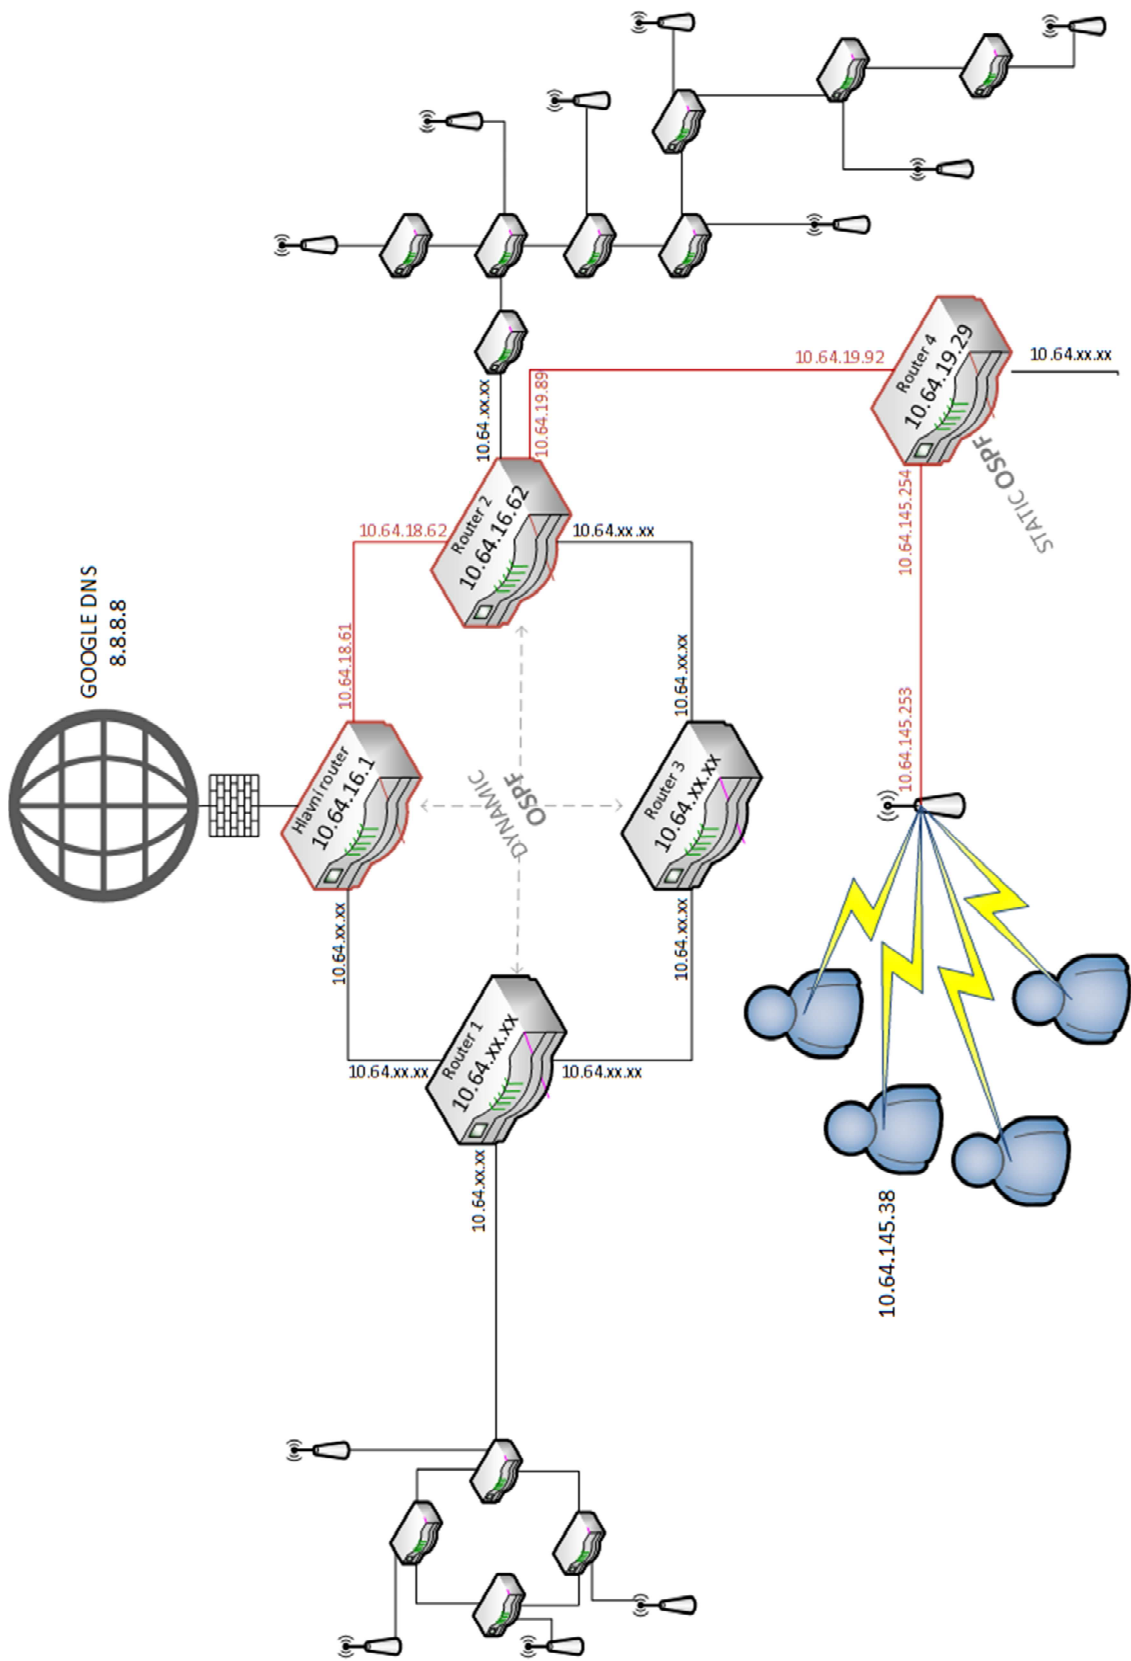 GOOGLE DNS
8.8.8.8
Hlavní router
10.64.16.1
10.64.18.61
10.64.18.62
10.64.xx.xx
10.64.xx.xx
Router 1
10.64.xx.xx
10.64.xx.xx
10.64.xx.xx
DYNAMIC
OSPF
Router 2
10.64.16.62
10.64.xx.xx
10.64.19.89
10.64.xx.xx
10.64.xx.xx
Router 3
10.64.xx.xx
10.64.xx.xx
10.64.19.92
Router 4
10.64.19.29
10.64.xx.xx
STATIC OSPF
10.64.145.254
10.64.145.253
10.64.145.38